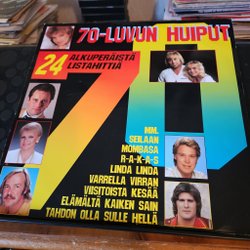 70-LUVUN HUIPUT
24 ALKUPERÄISTÄ
LISTAHITTIÄ
70
MM.
SEILAAN
MOMBASA
R-A-K-A-S
LINDA LINDA
VARRELLA VIRRAN
VIISITOISTA KESÄÄ
ELÄMÄLTÄ KAIKEN SAIN
TAHDON OLLA SULLE HELLÄ